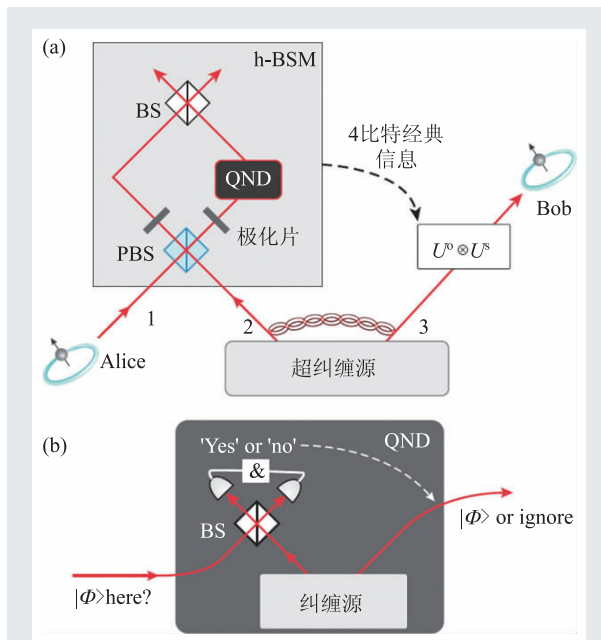 (a)
h-BSM
BS
QND
极化片
PBS
4比特经典
信息
Bob
U° ⊗ Uˢ
1
2
3
Alice
超纠缠源
(b)
QND
'Yes' or 'no'
&
BS
|Φ> or ignore
|Φ>here?
纠缠源